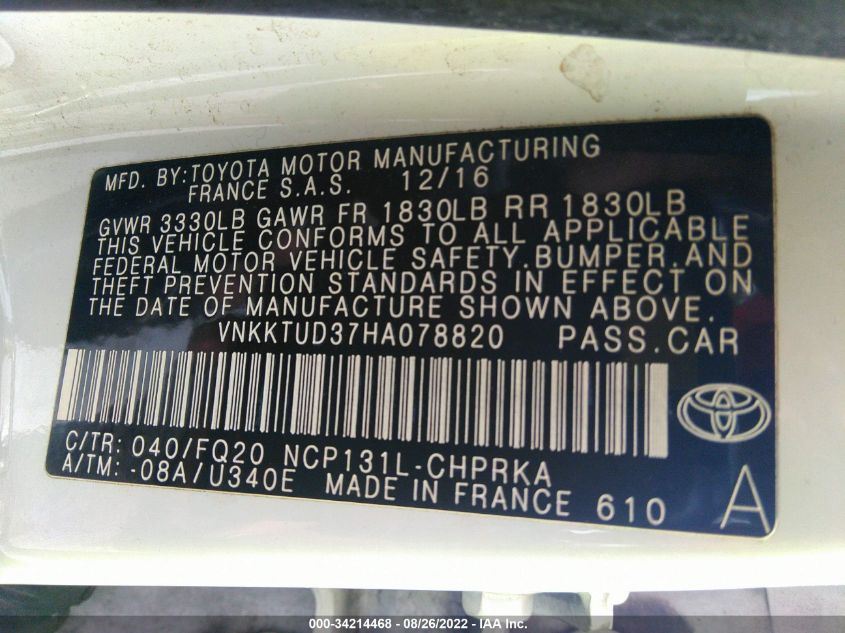 MFD. BY:TOYOTA MOTOR MANUFACTURING
FRANCE S.A.S. 12/16
GVWR 3330LB GAWR FR 1830LB RR 1830LB
THIS VEHICLE CONFORMS TO ALL APPLICABLE
FEDERAL MOTOR VEHICLE SAFETY,BUMPER,AND
THEFT PREVENTION STANDARDS IN EFFECT ON
THE DATE OF MANUFACTURE SHOWN ABOVE.
VNKKTUD37HA078820 PASS.CAR
C/TR: 040/FQ20 NCP131L-CHPRKA
A/TM: -08A/U340E MADE IN FRANCE 610 A
000-34214468 - 08/26/2022 - IAA Inc.